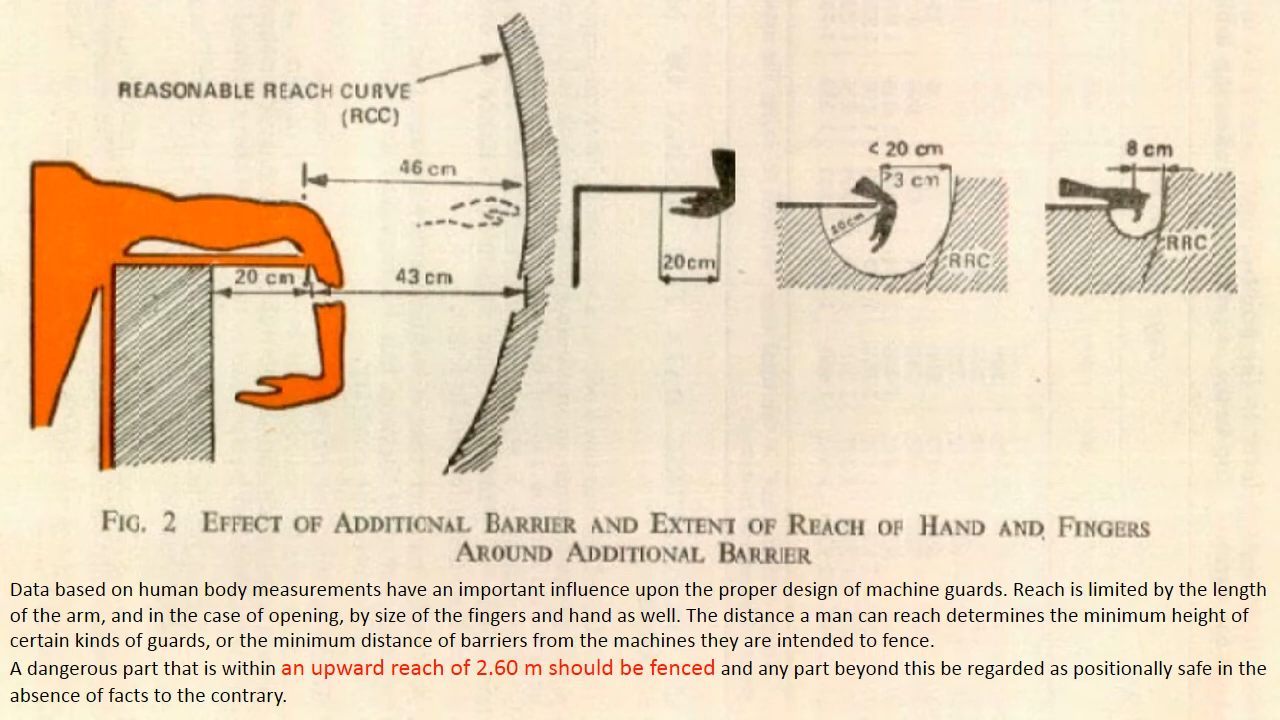 REASONABLE REACH CURVE
(RCC)
46 cm
20 cm
43 cm
20cm
< 20 cm
>3 cm
RRC
8 cm
RRC
FIG. 2 EFFECT OF ADDITIONAL BARRIER AND EXTENT OF REACH OF HAND AND FINGERS
AROUND ADDITIONAL BARRIER
Data based on human body measurements have an important influence upon the proper design of machine guards. Reach is limited by the length
of the arm, and in the case of opening, by size of the fingers and hand as well. The distance a man can reach determines the minimum height of
certain kinds of guards, or the minimum distance of barriers from the machines they are intended to fence.
A dangerous part that is within an upward reach of 2.60 m should be fenced and any part beyond this be regarded as positionally safe in the
absence of facts to the contrary.